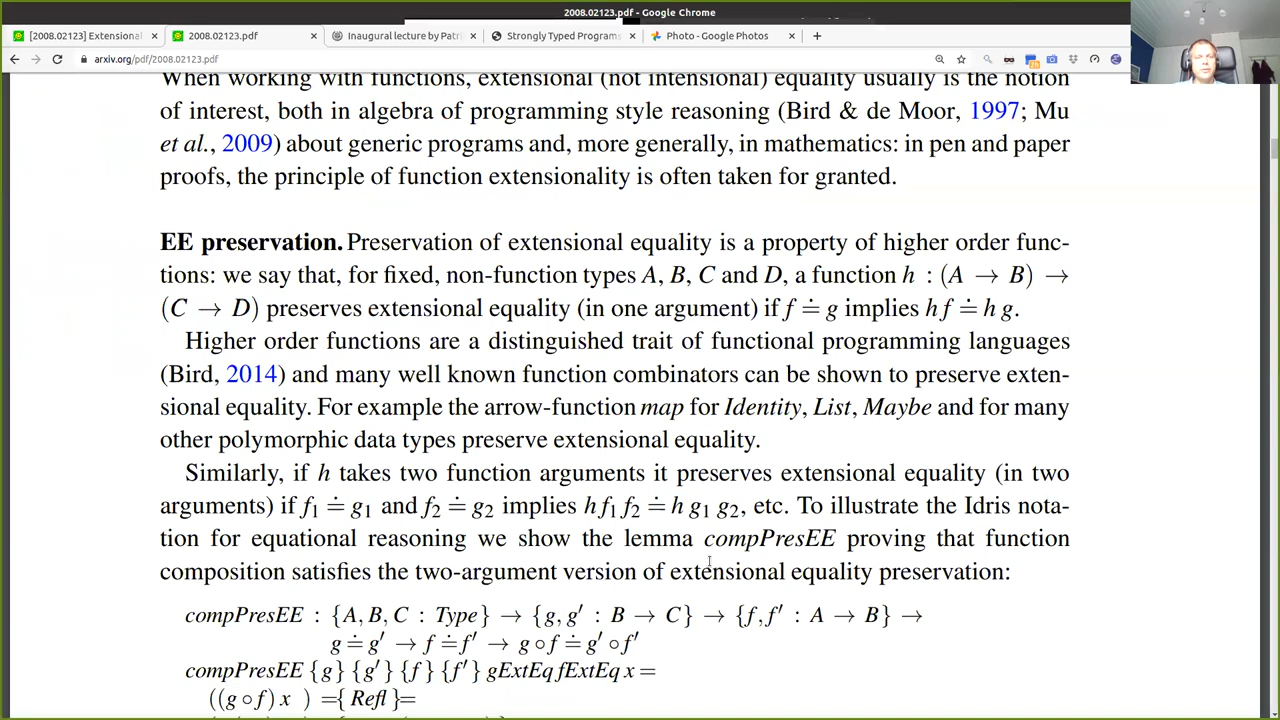 2008.02123.pdf - Google Chrome
[2008.02123] Extensional
2008.02123.pdf
Inaugural lecture by Patri
Strongly Typed Programs
Photo - Google Photos
arxiv.org/pdf/2008.02123.pdf
When working with functions, extensional (not intensional) equality usually is the notion
of interest, both in algebra of programming style reasoning (Bird & de Moor, 1997; Mu
et al., 2009) about generic programs and, more generally, in mathematics: in pen and paper
proofs, the principle of function extensionality is often taken for granted.
EE preservation. Preservation of extensional equality is a property of higher order func-
tions: we say that, for fixed, non-function types A, B, C and D, a function h : (A → B) →
(C → D) preserves extensional equality (in one argument) if f ≐ g implies h f ≐ h g.
Higher order functions are a distinguished trait of functional programming languages
(Bird, 2014) and many well known function combinators can be shown to preserve exten-
sional equality. For example the arrow-function map for Identity, List, Maybe and for many
other polymorphic data types preserve extensional equality.
Similarly, if h takes two function arguments it preserves extensional equality (in two
arguments) if f₁ ≐ g₁ and f₂ ≐ g₂ implies h f₁ f₂ ≐ h g₁ g₂, etc. To illustrate the Idris nota-
tion for equational reasoning we show the lemma compPresEE proving that function
composition satisfies the two-argument version of extensional equality preservation:
compPresEE : {A, B, C : Type} → {g, g′ : B → C} → {f, f′ : A → B} →
g ≐ g′ → f ≐ f′ → g ∘ f ≐ g′ ∘ f′
compPresEE {g} {g′} {f} {f′} gExtEq fExtEq x =
((g ∘ f) x ) ={ Refl }=